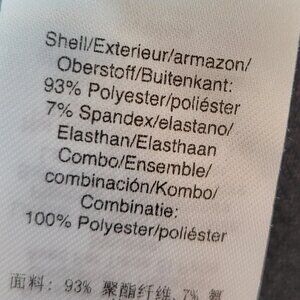 Shell/Exterieur/armazon/
Oberstoff/Buitenkant:
93% Polyester/poliéster
7% Spandex/elastano/
Elasthan/Elasthaan
Combo/Ensemble/
combinación/Kombo/
Combinatie:
100% Polyester/poliéster
面料: 93% 聚酯纤维, 7% 氨